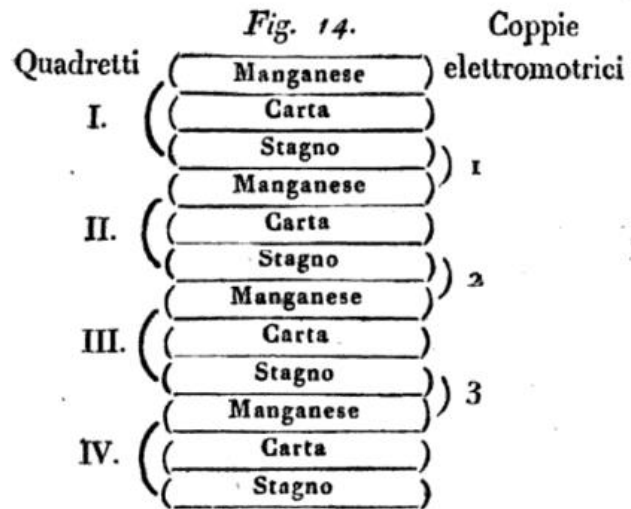 Fig. 14.
Coppie
elettromotrici
Quadretti
Manganese
I.
Carta
Stagno
1
Manganese
II.
Carta
Stagno
2
Manganese
III.
Carta
Stagno
3
Manganese
IV.
Carta
Stagno